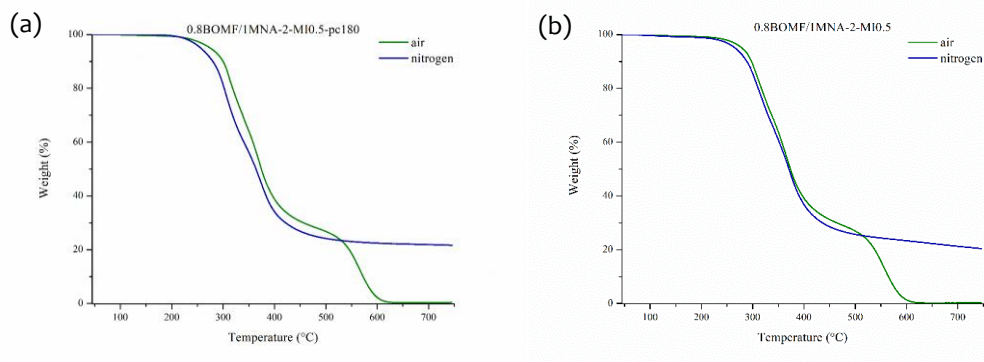 (a)
0.8BOMF/1MNA-2-MI0.5-pc180
air
nitrogen
100
80
60
40
20
0
Weight (%)
100
200
300
400
500
600
700
Temperature (°C)
(b)
0.8BOMF/1MNA-2-MI0.5
air
nitrogen
100
80
60
40
20
0
Weight (%)
100
200
300
400
500
600
700
Temperature (°C)